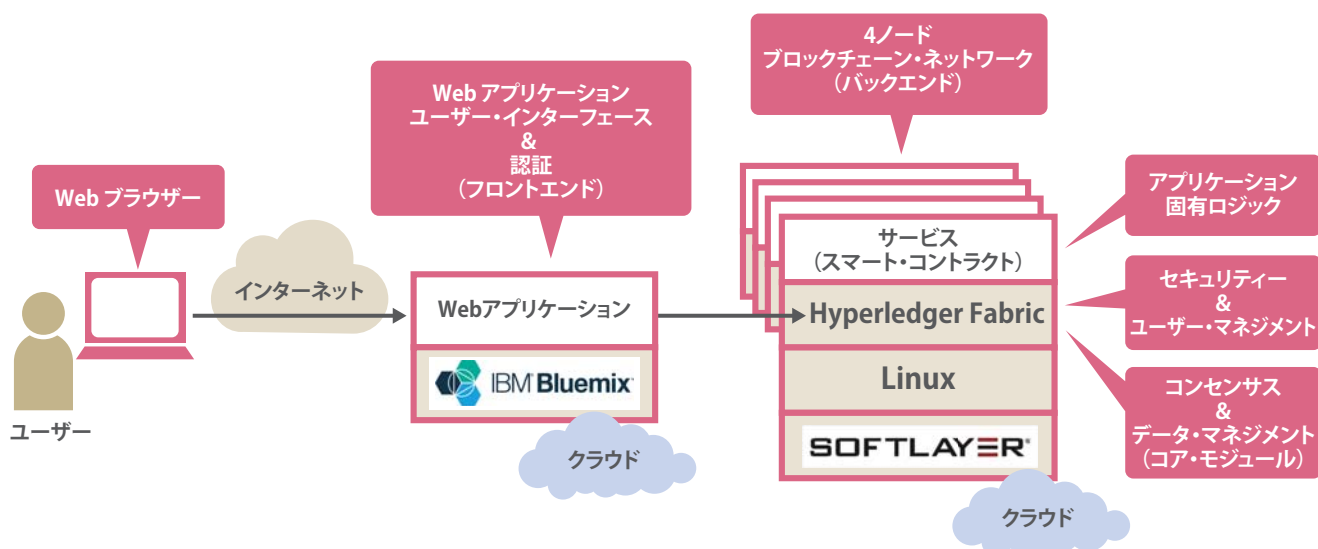 4ノード
ブロックチェーン・ネットワーク
（バックエンド）
Web アプリケーション
ユーザー・インターフェース
&
認証
（フロントエンド）
Web ブラウザー
アプリケーション
固有ロジック
サービス
（スマート・コントラクト）
インターネット
Webアプリケーション
Hyperledger Fabric
セキュリティー
&
ユーザー・マネジメント
IBM Bluemix
Linux
コンセンサス
&
データ・マネジメント
（コア・モジュール）
ユーザー
クラウド
SOFTLAYER
クラウド